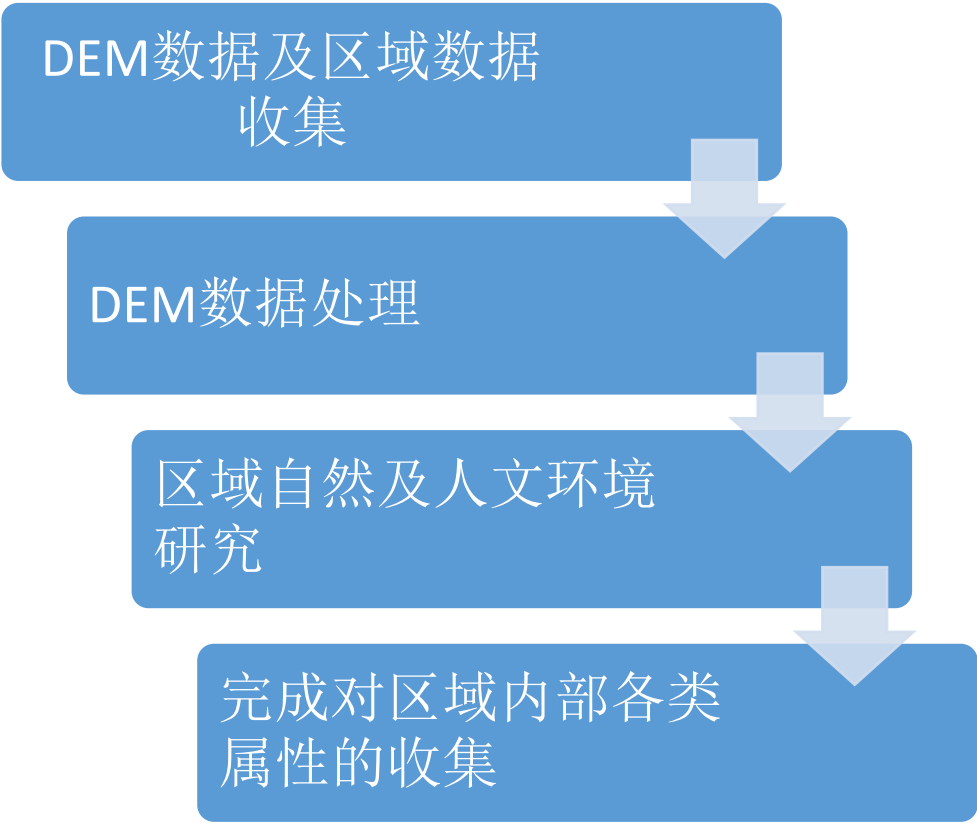 DEM数据及区域数据
收集
DEM数据处理
区域自然及人文环境
研究
完成对区域内部各类
属性的收集